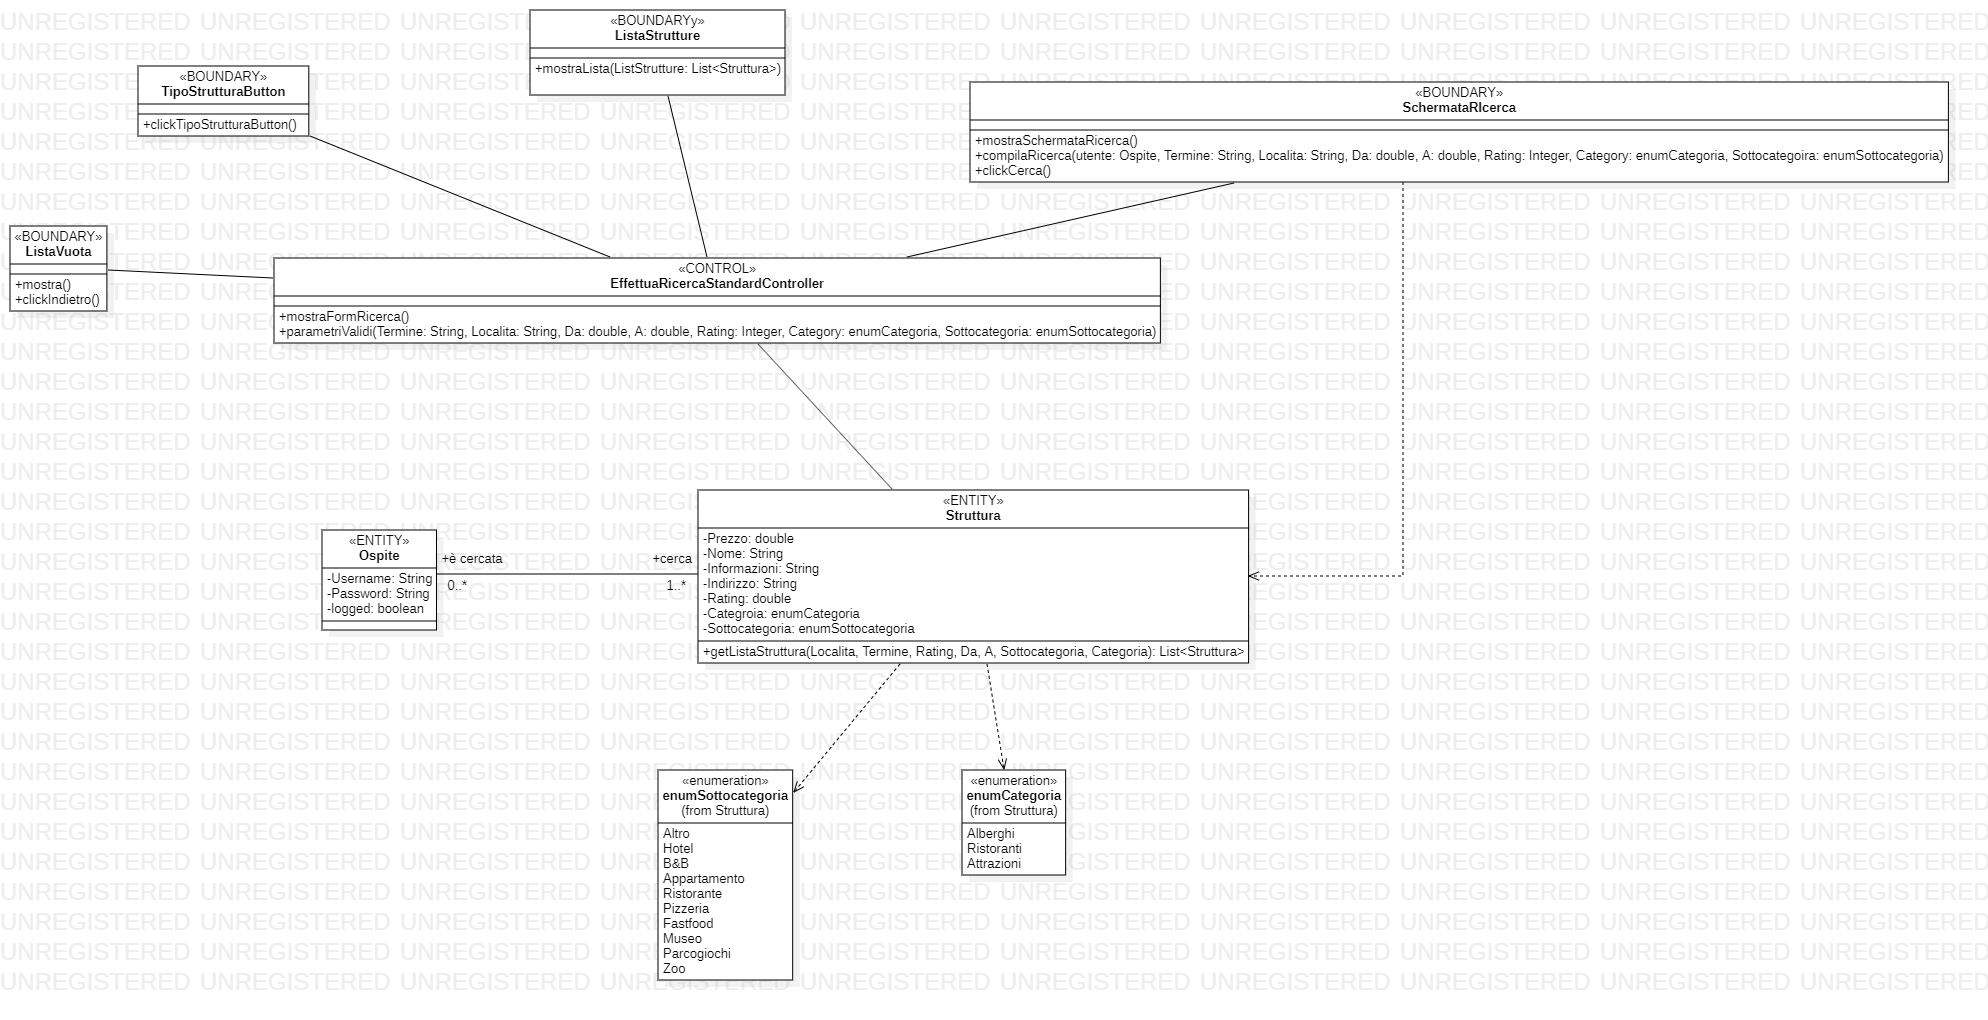 «BOUNDARYy»
ListaStrutture
+mostraLista(ListStrutture: List<Struttura>)
«BOUNDARY»
TipoStrutturaButton
+clickTipoStrutturaButton()
«BOUNDARY»
SchermataRIcerca
+mostraSchermataRicerca()
+compilaRicerca(utente: Ospite, Termine: String, Localita: String, Da: double, A: double, Rating: Integer, Category: enumCategoria, Sottocategoira: enumSottocategoria)
+clickCerca()
«BOUNDARY»
ListaVuota
+mostra()
+clickIndietro()
«CONTROL»
EffettuaRicercaStandardController
+mostraFormRicerca()
+parametriValidi(Termine: String, Localita: String, Da: double, A: double, Rating: Integer, Category: enumCategoria, Sottocategoria: enumSottocategoria)
«ENTITY»
Ospite
-Username: String
-Password: String
-logged: boolean
+è cercata
0..*
+cerca
1..*
«ENTITY»
Struttura
-Prezzo: double
-Nome: String
-Informazioni: String
-Indirizzo: String
-Rating: double
-Categroia: enumCategoria
-Sottocategoria: enumSottocategoria
+getListaStruttura(Localita, Termine, Rating, Da, A, Sottocategoria, Categoria): List<Struttura>
«enumeration»
enumSottocategoria
(from Struttura)
Altro
Hotel
B&B
Appartamento
Ristorante
Pizzeria
Fastfood
Museo
Parcogiochi
Zoo
«enumeration»
enumCategoria
(from Struttura)
Alberghi
Ristoranti
Attrazioni
UNREGISTERED